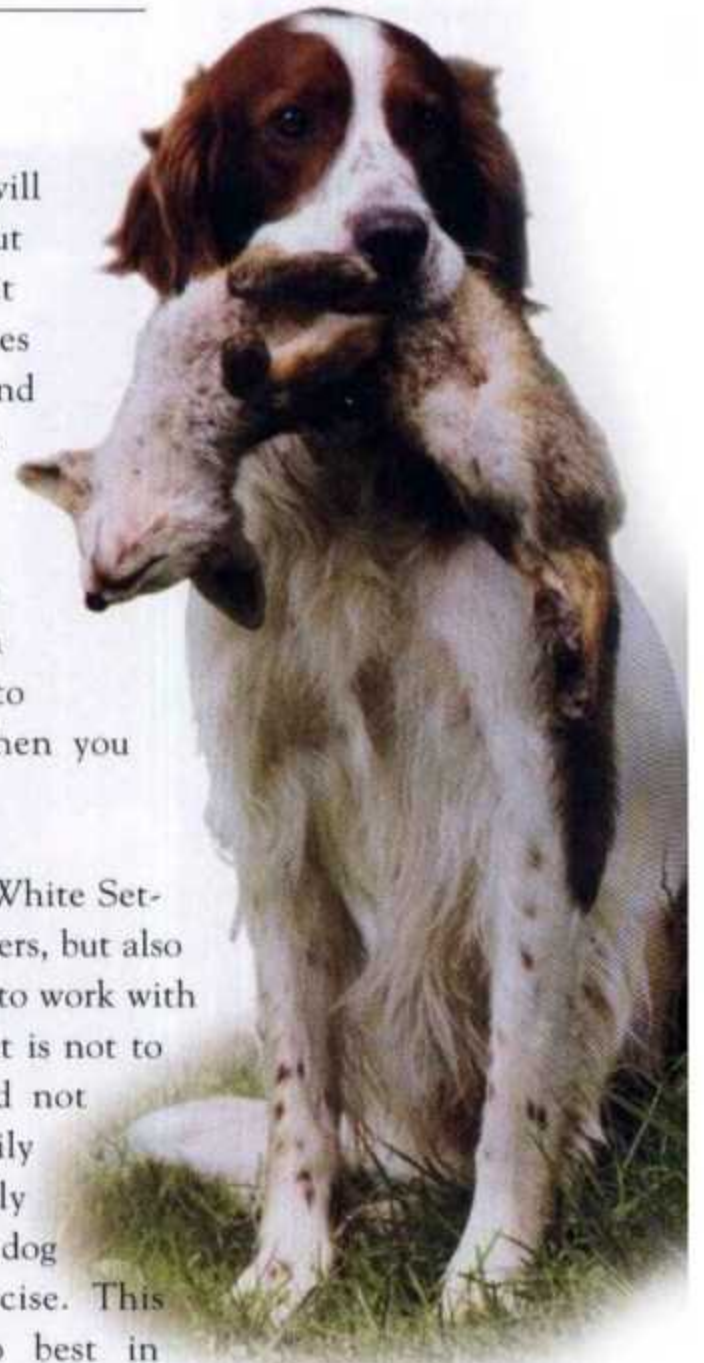 vill
ut
t
es
nd
to
hen you
White Set-
ers, but also
to work with
t is not to
d not
ily
ly
dog
cise. This
o best in